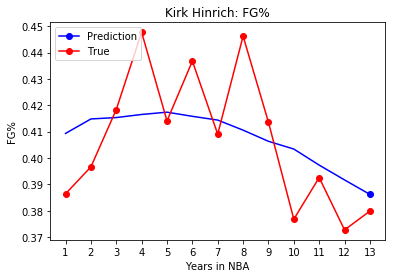 Kirk Hinrich: FG%
Prediction
True
0.45
0.44
0.43
0.42
0.41
0.40
0.39
0.38
0.37
FG%
1 2 3 4 5 6 7 8 9 10 11 12 13
Years in NBA